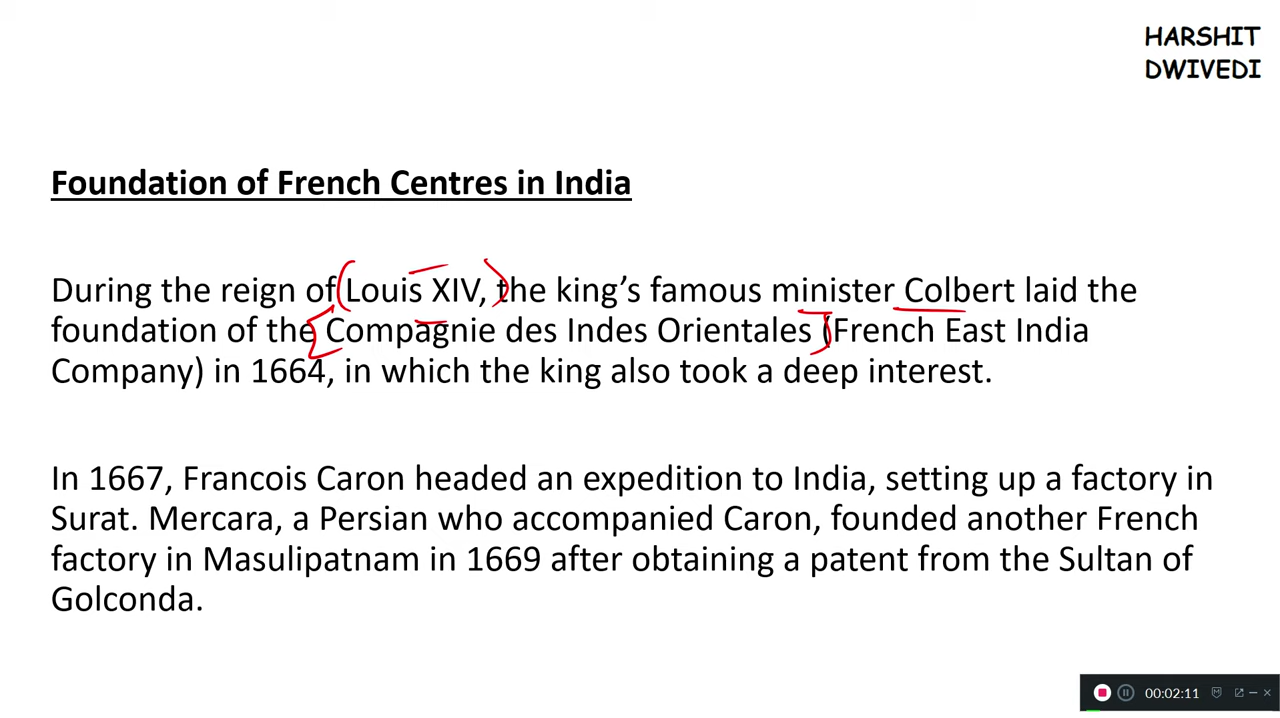 HARSHIT
DWIVEDI
Foundation of French Centres in India
During the reign of Louis XIV, the king’s famous minister Colbert laid the
foundation of the Compagnie des Indes Orientales (French East India
Company) in 1664, in which the king also took a deep interest.
In 1667, Francois Caron headed an expedition to India, setting up a factory in
Surat. Mercara, a Persian who accompanied Caron, founded another French
factory in Masulipatnam in 1669 after obtaining a patent from the Sultan of
Golconda.
00:02:11